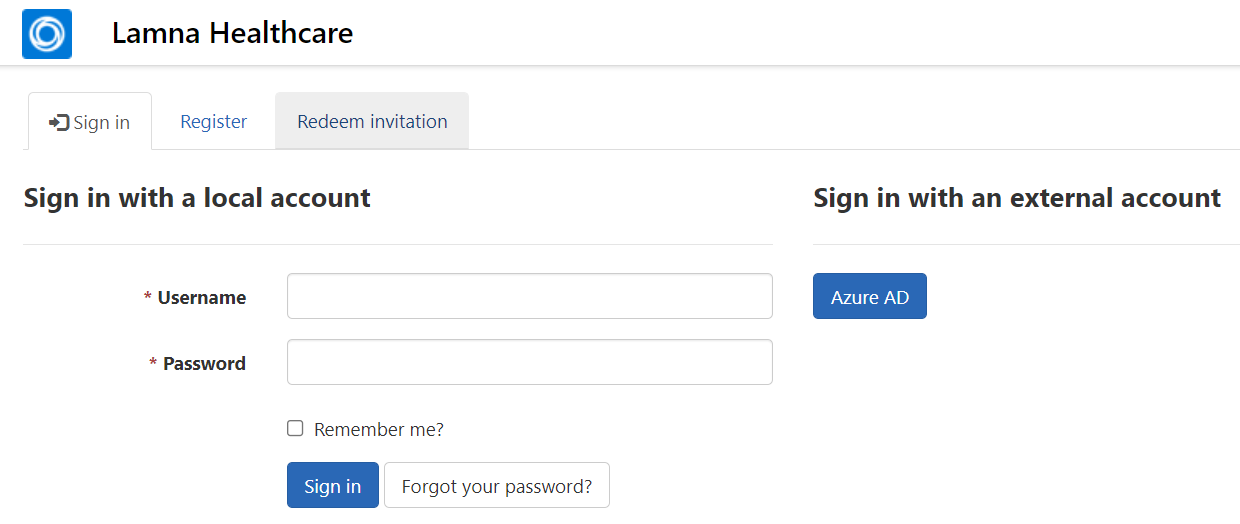 Lamna Healthcare
Sign in Register Redeem invitation
Sign in with a local account
* Username
* Password
Remember me?
Sign in Forgot your password?
Sign in with an external account
Azure AD